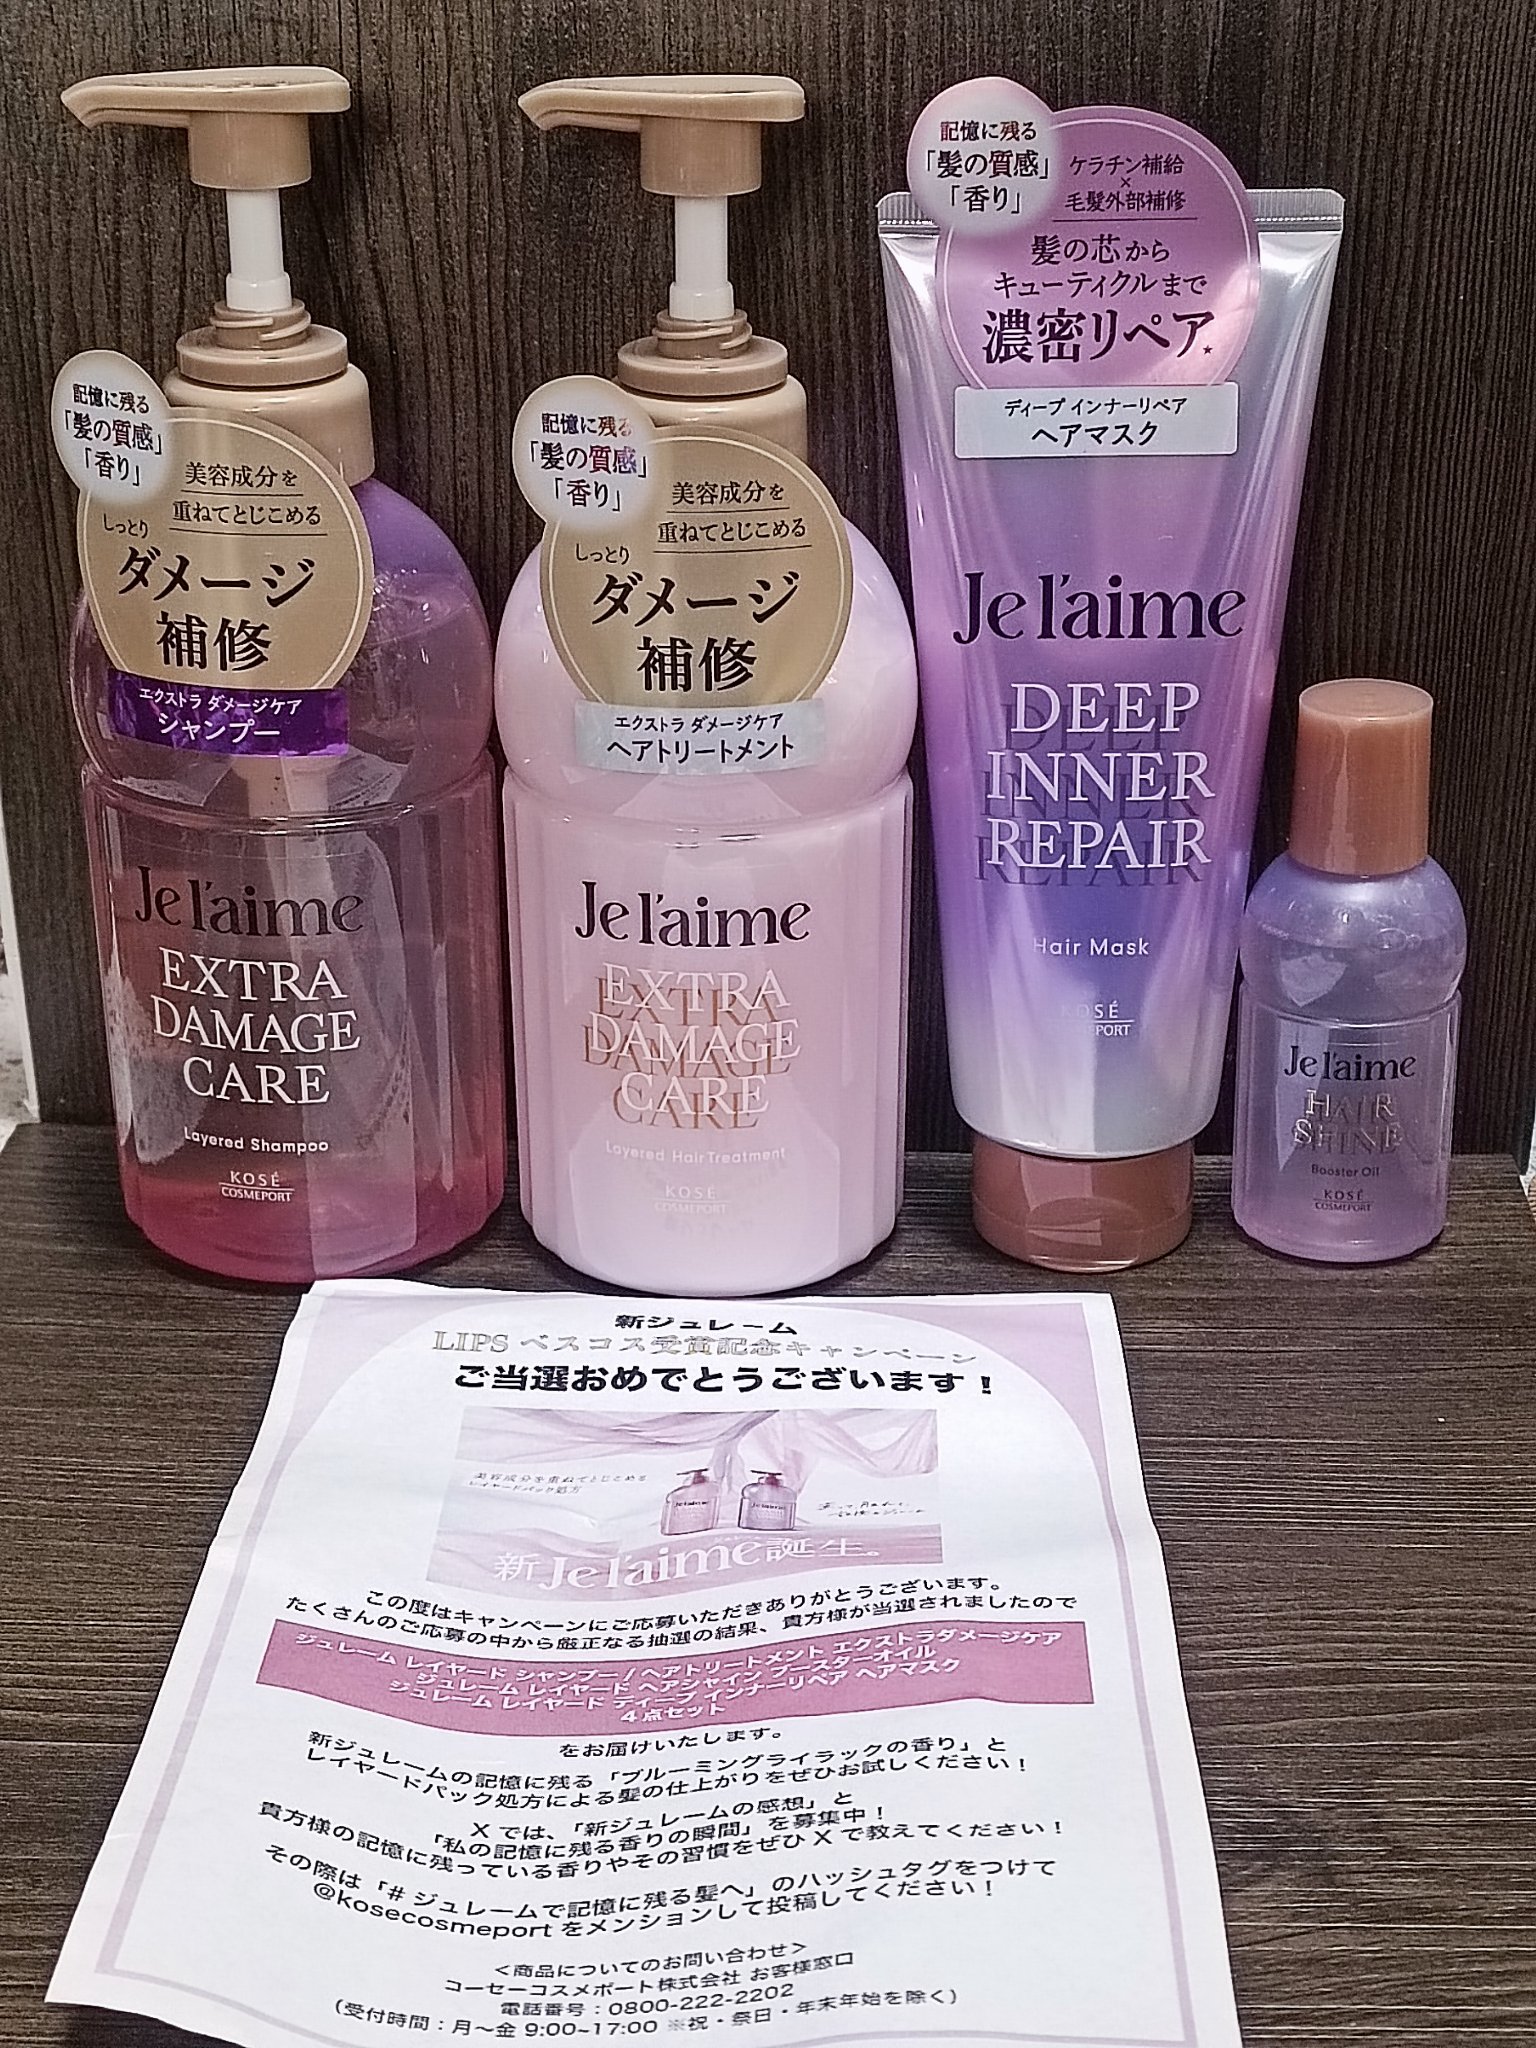 記憶に残る
「髪の質感」
「香り」
美容成分を
重ねてとじこめる
しっとり
ダメージ
補修
エクストラ ダメージケア
シャンプー
Je l'aime
EXTRA
DAMAGE
CARE
Layered Shampoo
KOSÉ
COSMEPORT
記憶に残る
「髪の質感」
「香り」
美容成分を
重ねてとじこめる
しっとり
ダメージ
補修
エクストラ ダメージケア
ヘアトリートメント
Je l'aime
EXTRA
DAMAGE
CARE
Layered Hair Treatment
KOSÉ
COSMEPORT
記憶に残る
「髪の質感」
「香り」
ケラチン補給
×
毛髪外部補修
髪の芯から
キューティクルまで
濃密リペア★
ディープ インナーリペア
ヘアマスク
Je l'aime
DEEP
INNER
REPAIR
Hair Mask
KOSÉ
COSMEPORT
Je l'aime
HAIR
SHINE
Booster Oil
KOSÉ
COSMEPORT
新ジュレーム
LIPS ベスコス受賞記念キャンペーン
ご当選おめでとうございます！
美容成分を重ねてとじこめる
レイヤードパック処方
Je l'aime
Je l'aime
新Je l'aime誕生。
この度はキャンペーンにご応募いただきありがとうございます。
たくさんのご応募の中から厳正なる抽選の結果、貴方様が当選されましたので
ジュレーム レイヤード シャンプー / ヘアトリートメント エクストラダメージケア
ジュレーム レイヤード ヘアシャイン ブースターオイル
ジュレーム レイヤード ディープ インナーリペア ヘアマスク
4点セット
をお届けいたします。
新ジュレームの記憶に残る「ブルーミングライラックの香り」と
レイヤードパック処方による髪の仕上がりをぜひお試しください！
X では、「新ジュレームの感想」と
「私の記憶に残る香りの瞬間」を募集中！
貴方様の記憶に残っている香りやその習慣をぜひ X で教えてください！
その際は「# ジュレームで記憶に残る髪へ」のハッシュタグをつけて
@kosecosmeport をメンションして投稿してください！
＜商品についてのお問い合わせ＞
コーセーコスメポート株式会社 お客様窓口
電話番号：0800-222-2202
（受付時間：月～金 9:00~17:00 ※祝・祭日・年末年始を除く）